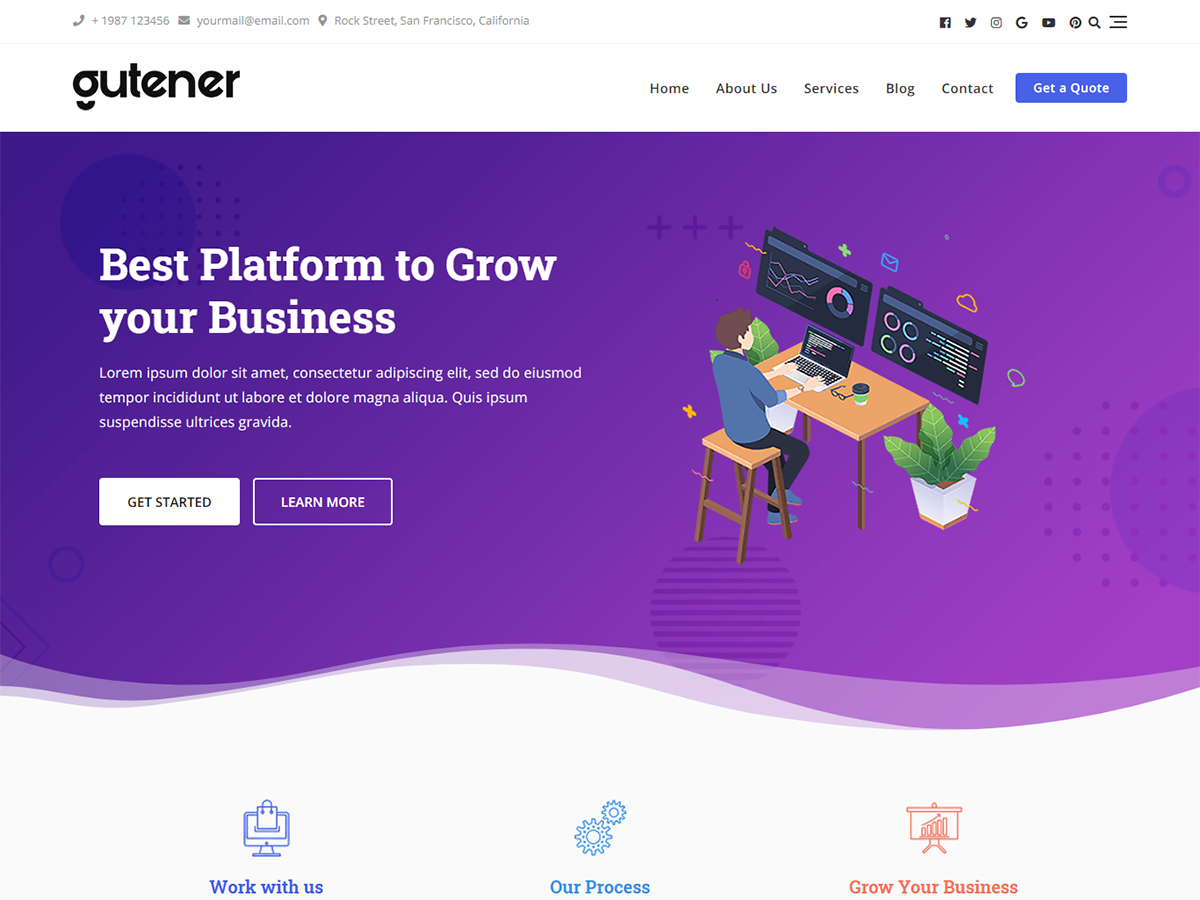 + 1987 123456 yourmail@email.com Rock Street, San Francisco, California
gutener
Home About Us Services Blog Contact Get a Quote
Best Platform to Grow
your Business
Lorem ipsum dolor sit amet, consectetur adipiscing elit, sed do eiusmod
tempor incididunt ut labore et dolore magna aliqua. Quis ipsum
suspendisse ultrices gravida.
GET STARTED LEARN MORE
Work with us Our Process Grow Your Business